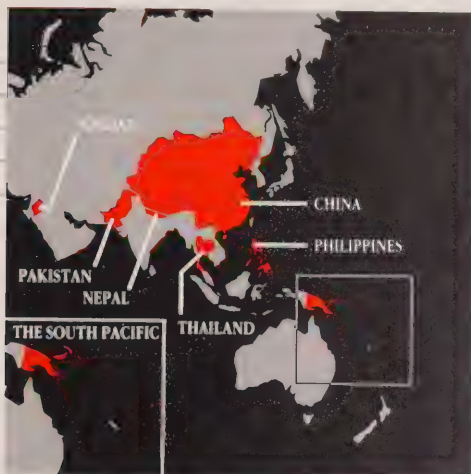 CHINA
PHILIPPINES
PAKISTAN
NEPAL
THE SOUTH PACIFIC
THAILAND